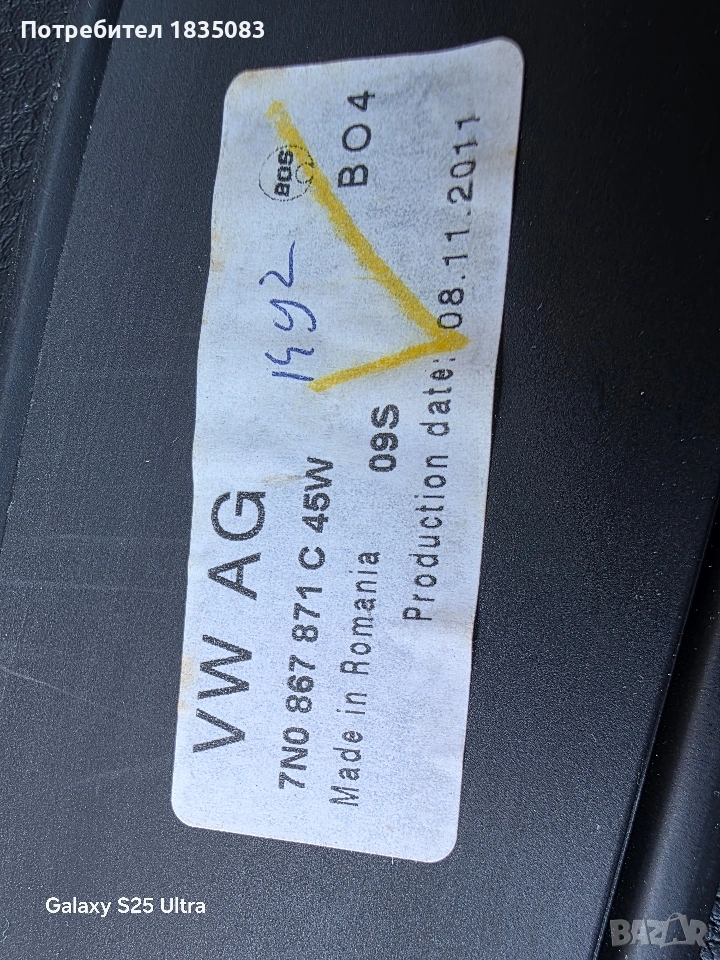 Потребител 1835083
VW AG
7N0 867 871 C 45W
1492
BOS
Made in Romania
09S
BO4
Production date: 08.11.2011
Galaxy S25 Ultra
BAZAR